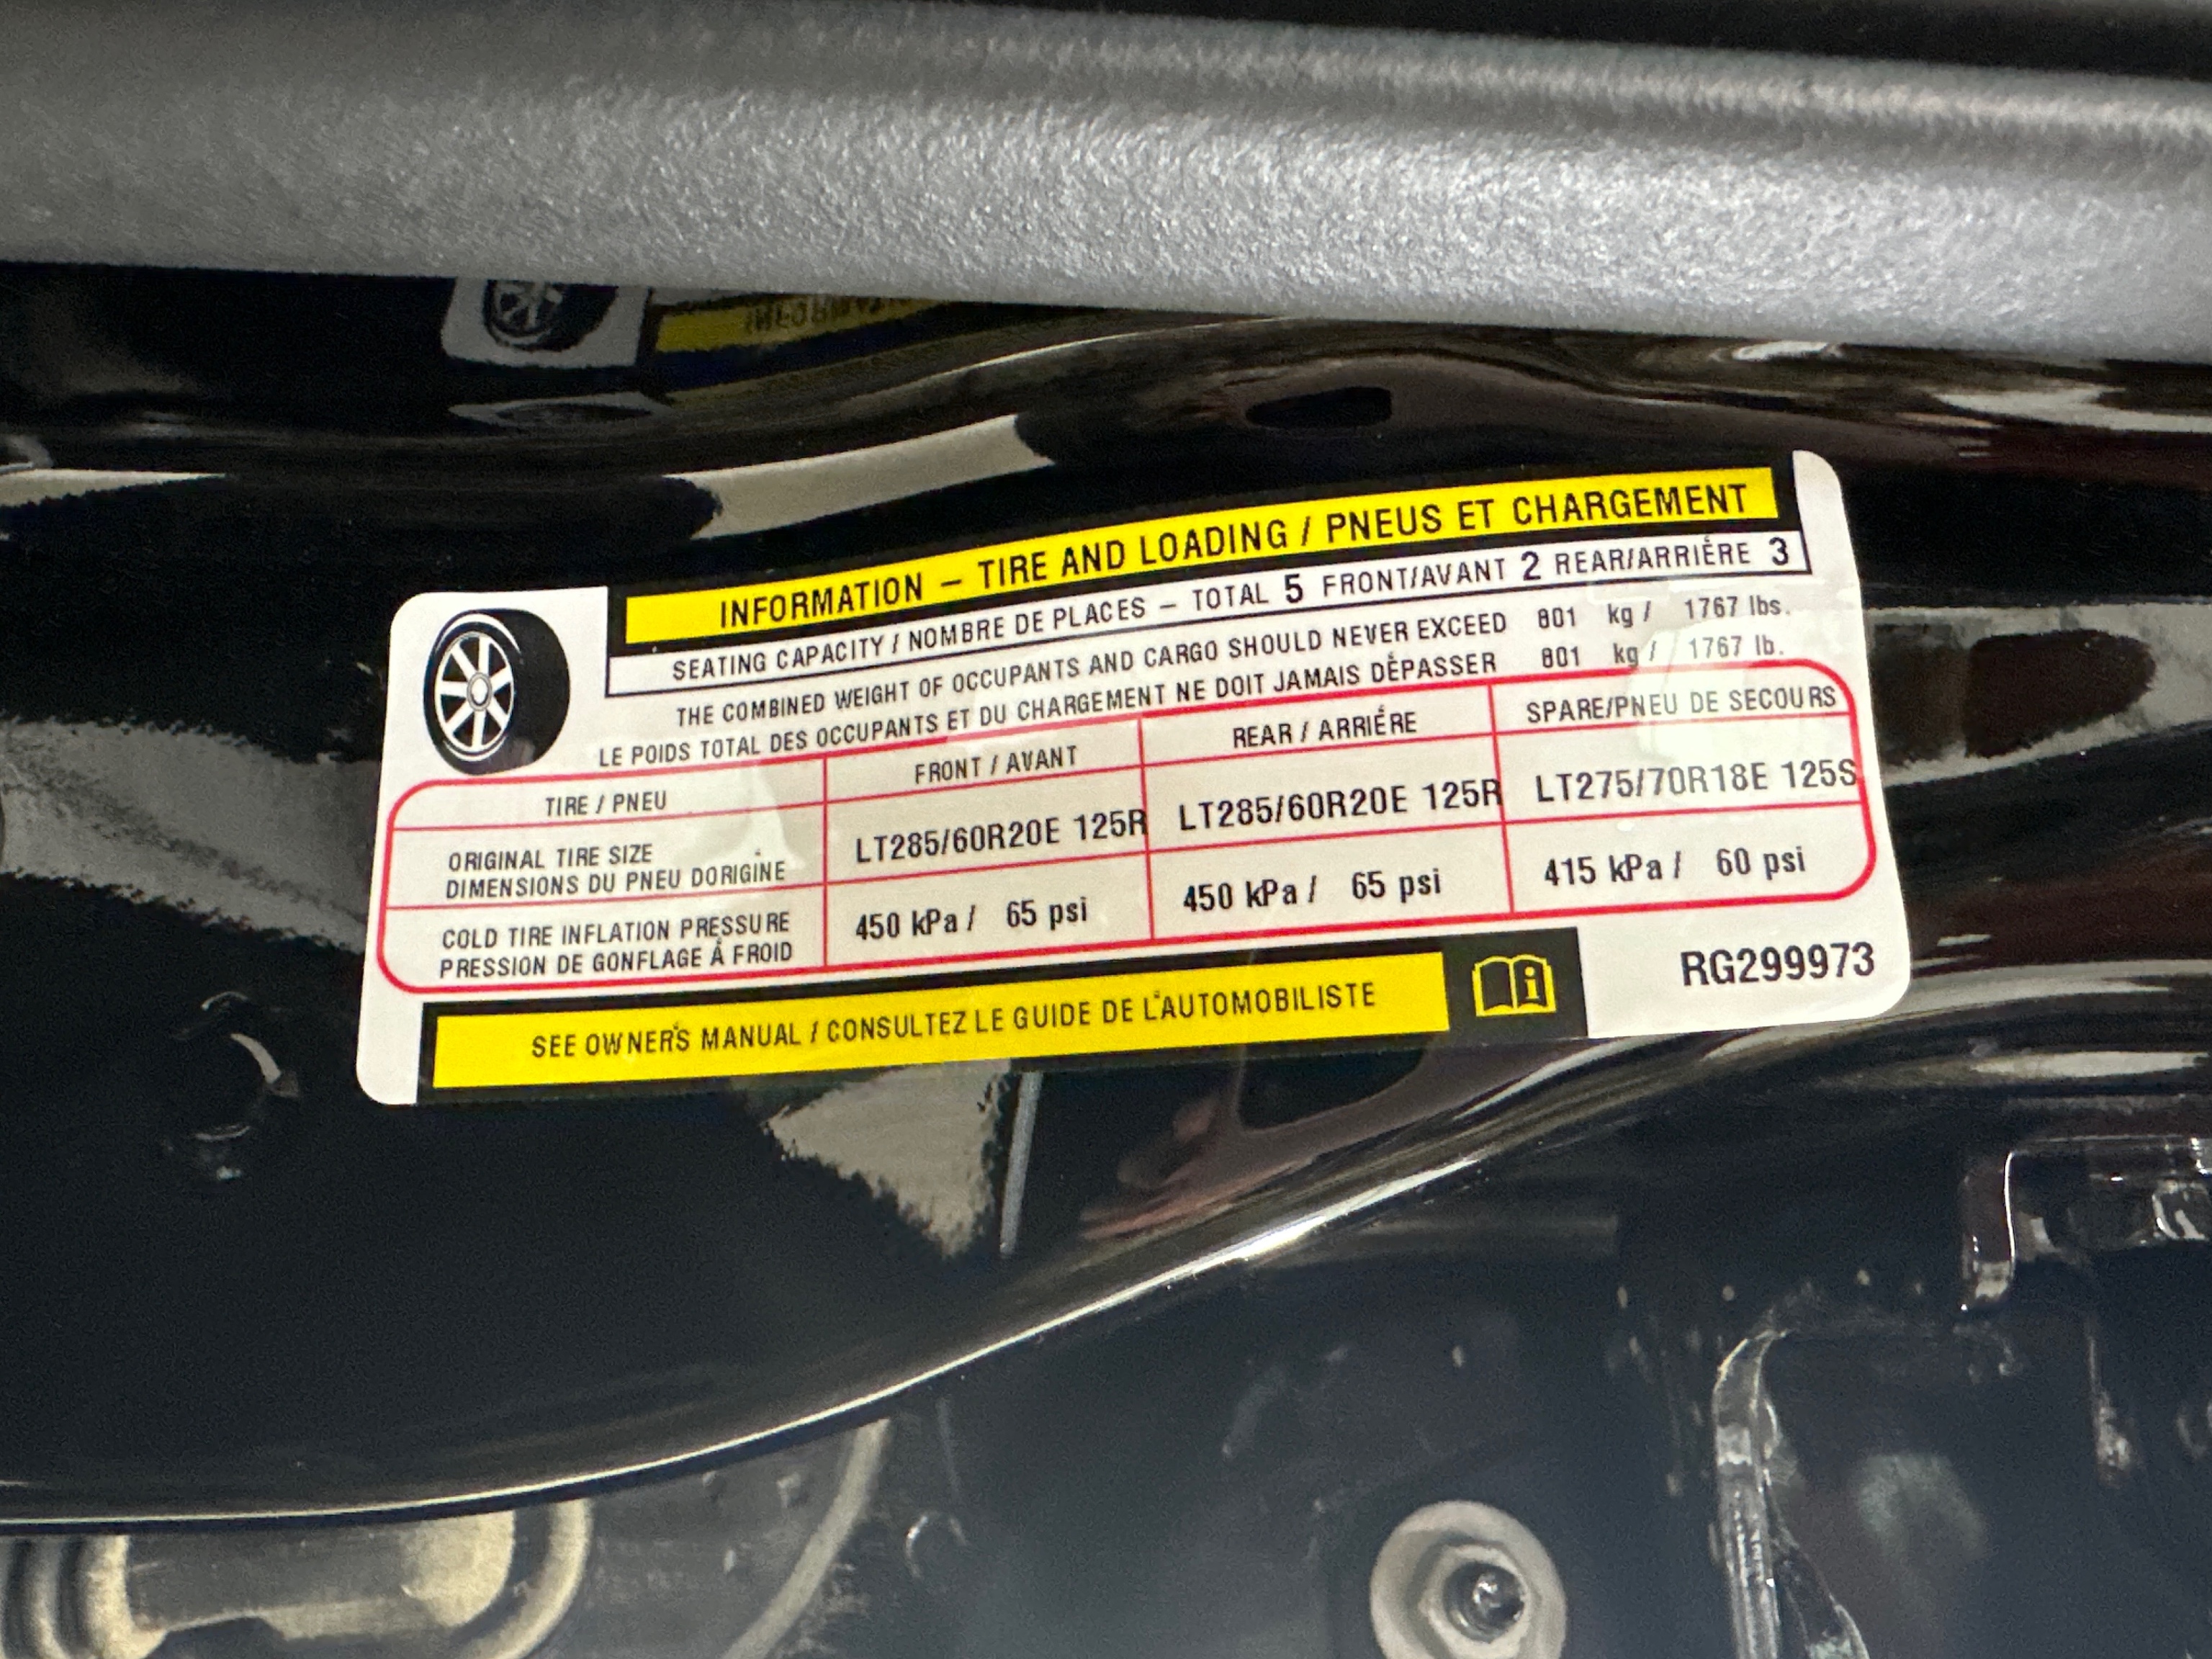 INFORMATION – TIRE AND LOADING / PNEUS ET CHARGEMENT
SEATING CAPACITY / NOMBRE DE PLACES – TOTAL 5 FRONT/AVANT 2 REAR/ARRIÉRE 3
THE COMBINED WEIGHT OF OCCUPANTS AND CARGO SHOULD NEVER EXCEED 801 kg / 1767 lbs.
LE POIDS TOTAL DES OCCUPANTS ET DU CHARGEMENT NE DOIT JAMAIS DÉPASSER 801 kg / 1767 lb.
TIRE / PNEU FRONT / AVANT REAR / ARRIÉRE SPARE/PNEU DE SECOURS
ORIGINAL TIRE SIZE
DIMENSIONS DU PNEU D'ORIGINE LT285/60R20E 125R LT285/60R20E 125R LT275/70R18E 125S
COLD TIRE INFLATION PRESSURE
PRESSION DE GONFLAGE Á FROID 450 kPa / 65 psi 450 kPa / 65 psi 415 kPa / 60 psi
SEE OWNER'S MANUAL / CONSULTEZ LE GUIDE DE L'AUTOMOBILISTE
RG299973